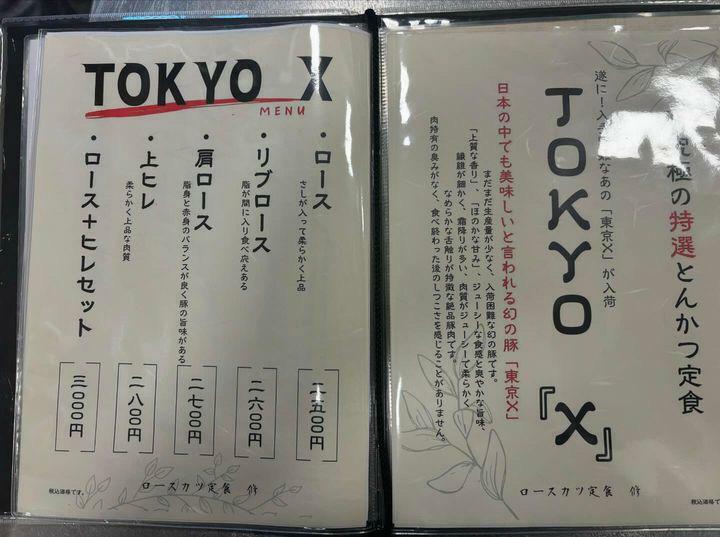 TOKYO X
MENU
・ロース
さしが入って柔らかく上品
二五〇〇円
・リブロース
脂が間に入り食べ応えある
二六〇〇円
・肩ロース
脂身と赤身のバランスが良く豚の旨味がある
二七〇〇円
・上ヒレ
柔らかく上品な肉質
二八〇〇円
・ロース+ヒレセット
三〇〇〇円
税込価格です。
ロースカツ定食 修
究極の特選とんかつ定食
遂に!入手 なあの「東京X」が入荷
TOKYO『X』
日本の中でも美味しいと言われる幻の豚「東京X」
まだまだ生産量が少なく、入荷困難な幻の豚です。
「上質な香り」、「ほのかな甘み」、ジューシーな食感と爽やかな旨味、
繊維が細かく、霜降りが多い、肉質がジューシーで柔らかく
なめらかな舌触りが特徴な絶品豚肉です。
肉特有の臭みがなく、食べ終わった後のしつこさを感じることがありません。
ロースカツ定食 修
税込価格で